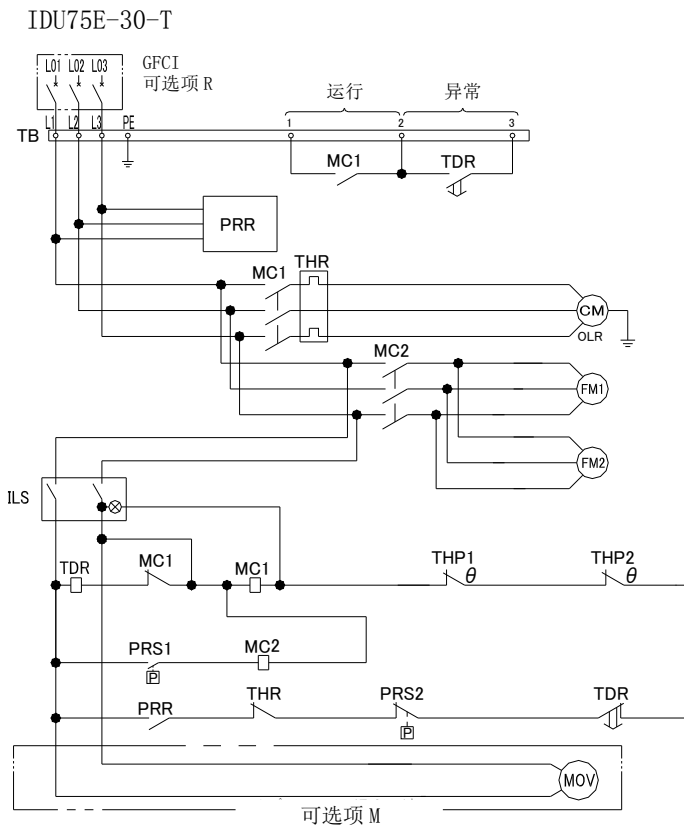 IDU75E-30-T
GFCI
可选项 R
L01 L02 L03
运行 异常
TB L1 L2 L3 PE 1 2 3
MC1 TDR
PRR
MC1 THR
CM
OLR
MC2
FM1
FM2
ILS
TDR MC1 MC1 THP1 θ THP2 θ
PRS1 MC2
P
PRR THR PRS2 TDR
P
MOV
可选项 M